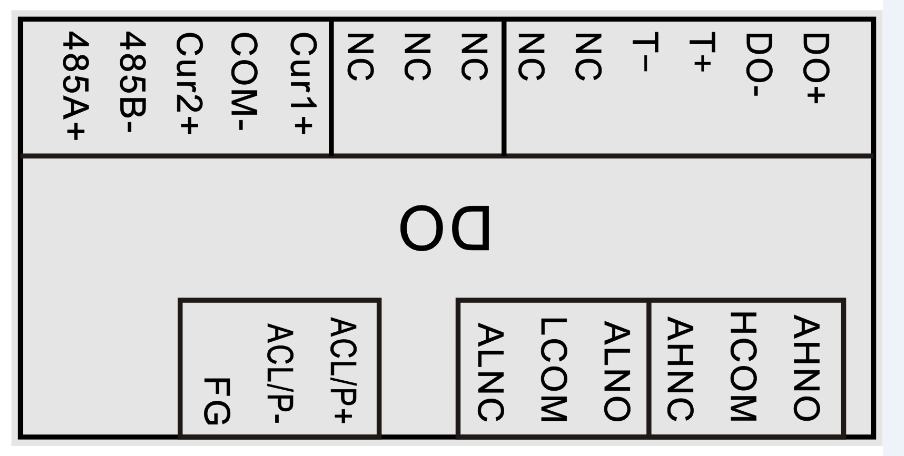 485A+
485B-
Cur2+
COM-
Cur1+
NC
NC
NC
NC
NC
T-
T+
DO-
DO+
DO
FG
ACL/P-
ACL/P+
ALNC
LCOM
ALNO
AHNC
HCOM
AHNO